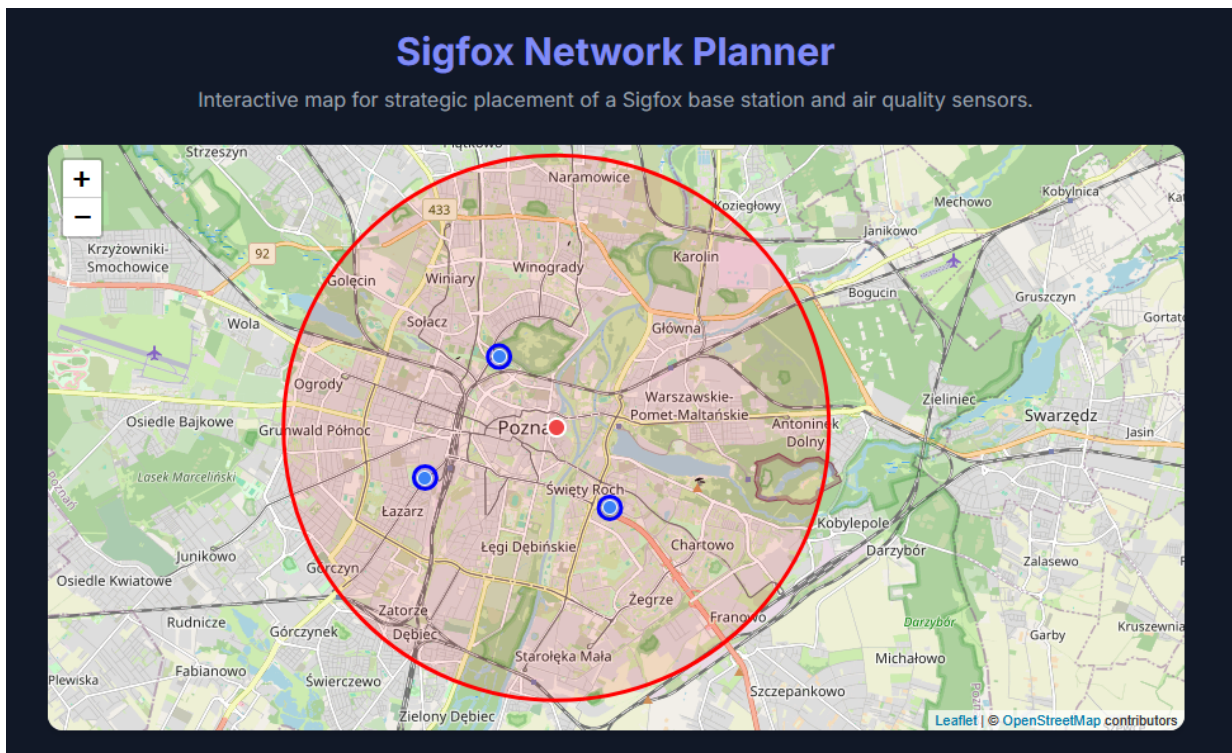 Sigfox Network Planner
Interactive map for strategic placement of a Sigfox base station and air quality sensors.
+
−
Strzeszyn
Naramowice
Koziegłowy
Mechowo
Kobylnica
433
Janikowo
92
Krzyżowniki-
Smochowice
Karolin
Winogrady
Golęcin
Winiary
Bogucin
Gruszczyn
Wola
Sołacz
Główna
Ogrody
Warszawskie-
Pomet-Maltańskie
Zieliniec
Swarzędz
Osiedle Bajkowe
Grunwald Północ
Antoninek
Dolny
Jasin
Lasek Marceliński
Poznań
Święty Roch
Łazarz
Kobylepole
Junikowo
Łęgi Dębińskie
Chartowo
Darzybór
Górczyn
Zalasewo
Osiedle Kwiatowe
Żegrze
Zatorze
Franowo
Rudnicze
Górczynek
Dębiec
Darzybór
Garby
Kruszewnia
Starołęka Mała
Michałowo
Fabianowo
Plewiska
Świerczewo
Szczepankowo
Zielony Dębiec
Leaflet | © OpenStreetMap contributors